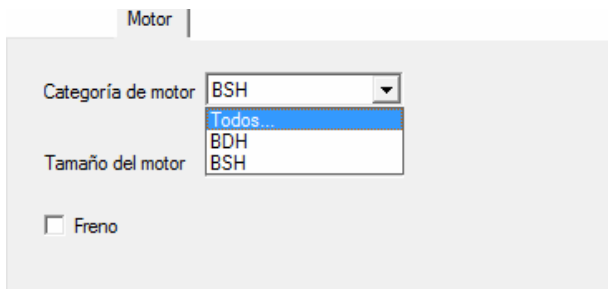 Motor
Categoría de motor BSH
Todos...
BDH
Tamaño del motor BSH
Freno